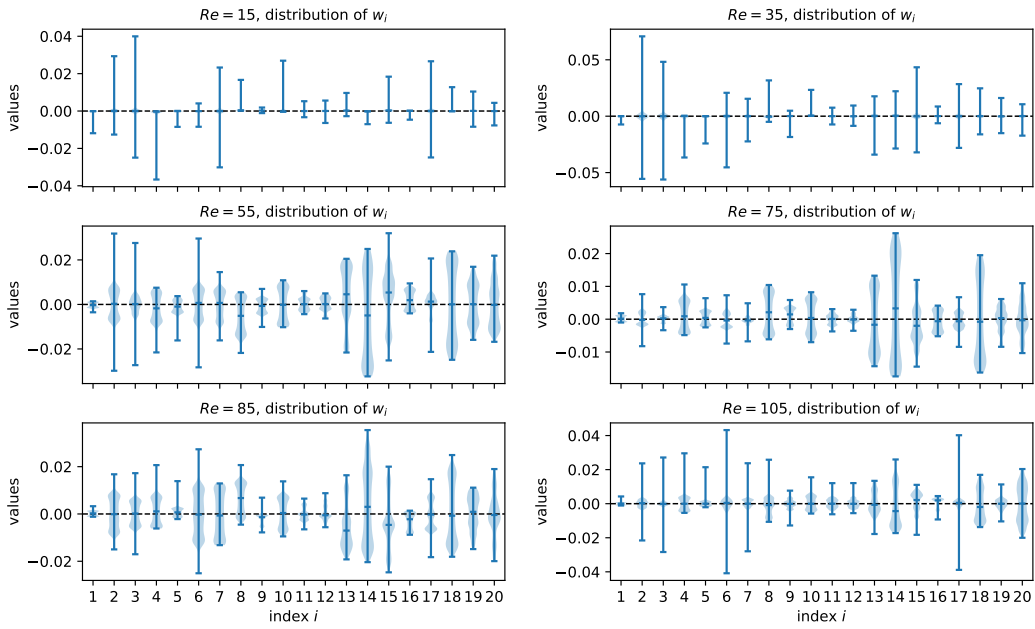 Re = 15, distribution of wᵢ
values
0.04
0.02
0.00
−0.02
−0.04
Re = 35, distribution of wᵢ
values
0.05
0.00
−0.05
Re = 55, distribution of wᵢ
values
0.02
0.00
−0.02
Re = 75, distribution of wᵢ
values
0.02
0.01
0.00
−0.01
Re = 85, distribution of wᵢ
values
0.02
0.00
−0.02
1 2 3 4 5 6 7 8 9 10 11 12 13 14 15 16 17 18 19 20
index i
Re = 105, distribution of wᵢ
values
0.04
0.02
0.00
−0.02
−0.04
1 2 3 4 5 6 7 8 9 10 11 12 13 14 15 16 17 18 19 20
index i